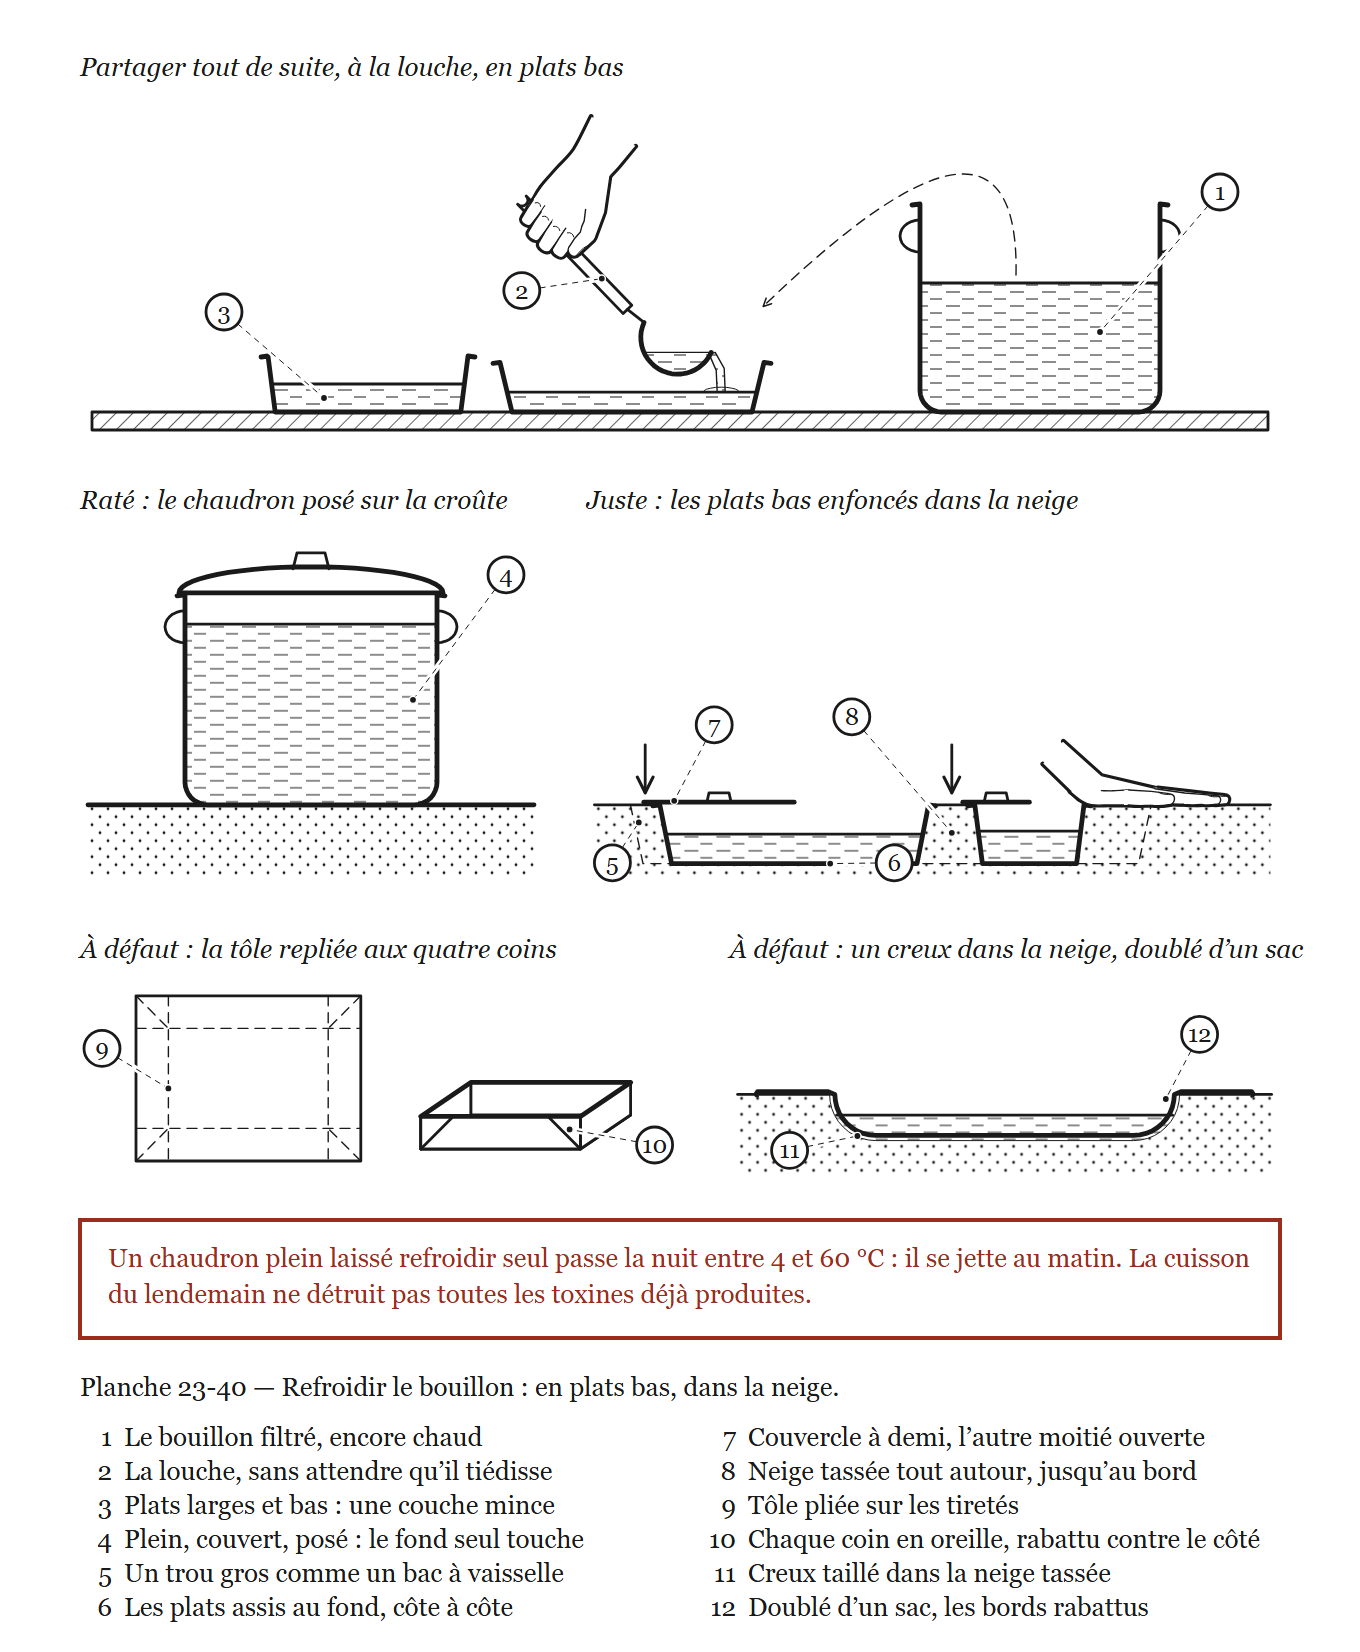 Partager tout de suite, à la louche, en plats bas
1
2
3
Raté : le chaudron posé sur la croûte
Juste : les plats bas enfoncés dans la neige
4
7
8
5
6
À défaut : la tôle repliée aux quatre coins
À défaut : un creux dans la neige, doublé d’un sac
9
10
12
11
Un chaudron plein laissé refroidir seul passe la nuit entre 4 et 60 °C : il se jette au matin. La cuisson
du lendemain ne détruit pas toutes les toxines déjà produites.
Planche 23-40 — Refroidir le bouillon : en plats bas, dans la neige.
1 Le bouillon filtré, encore chaud
2 La louche, sans attendre qu’il tiédisse
3 Plats larges et bas : une couche mince
4 Plein, couvert, posé : le fond seul touche
5 Un trou gros comme un bac à vaisselle
6 Les plats assis au fond, côte à côte
7 Couvercle à demi, l’autre moitié ouverte
8 Neige tassée tout autour, jusqu’au bord
9 Tôle pliée sur les tiretés
10 Chaque coin en oreille, rabattu contre le côté
11 Creux taillé dans la neige tassée
12 Doublé d’un sac, les bords rabattus